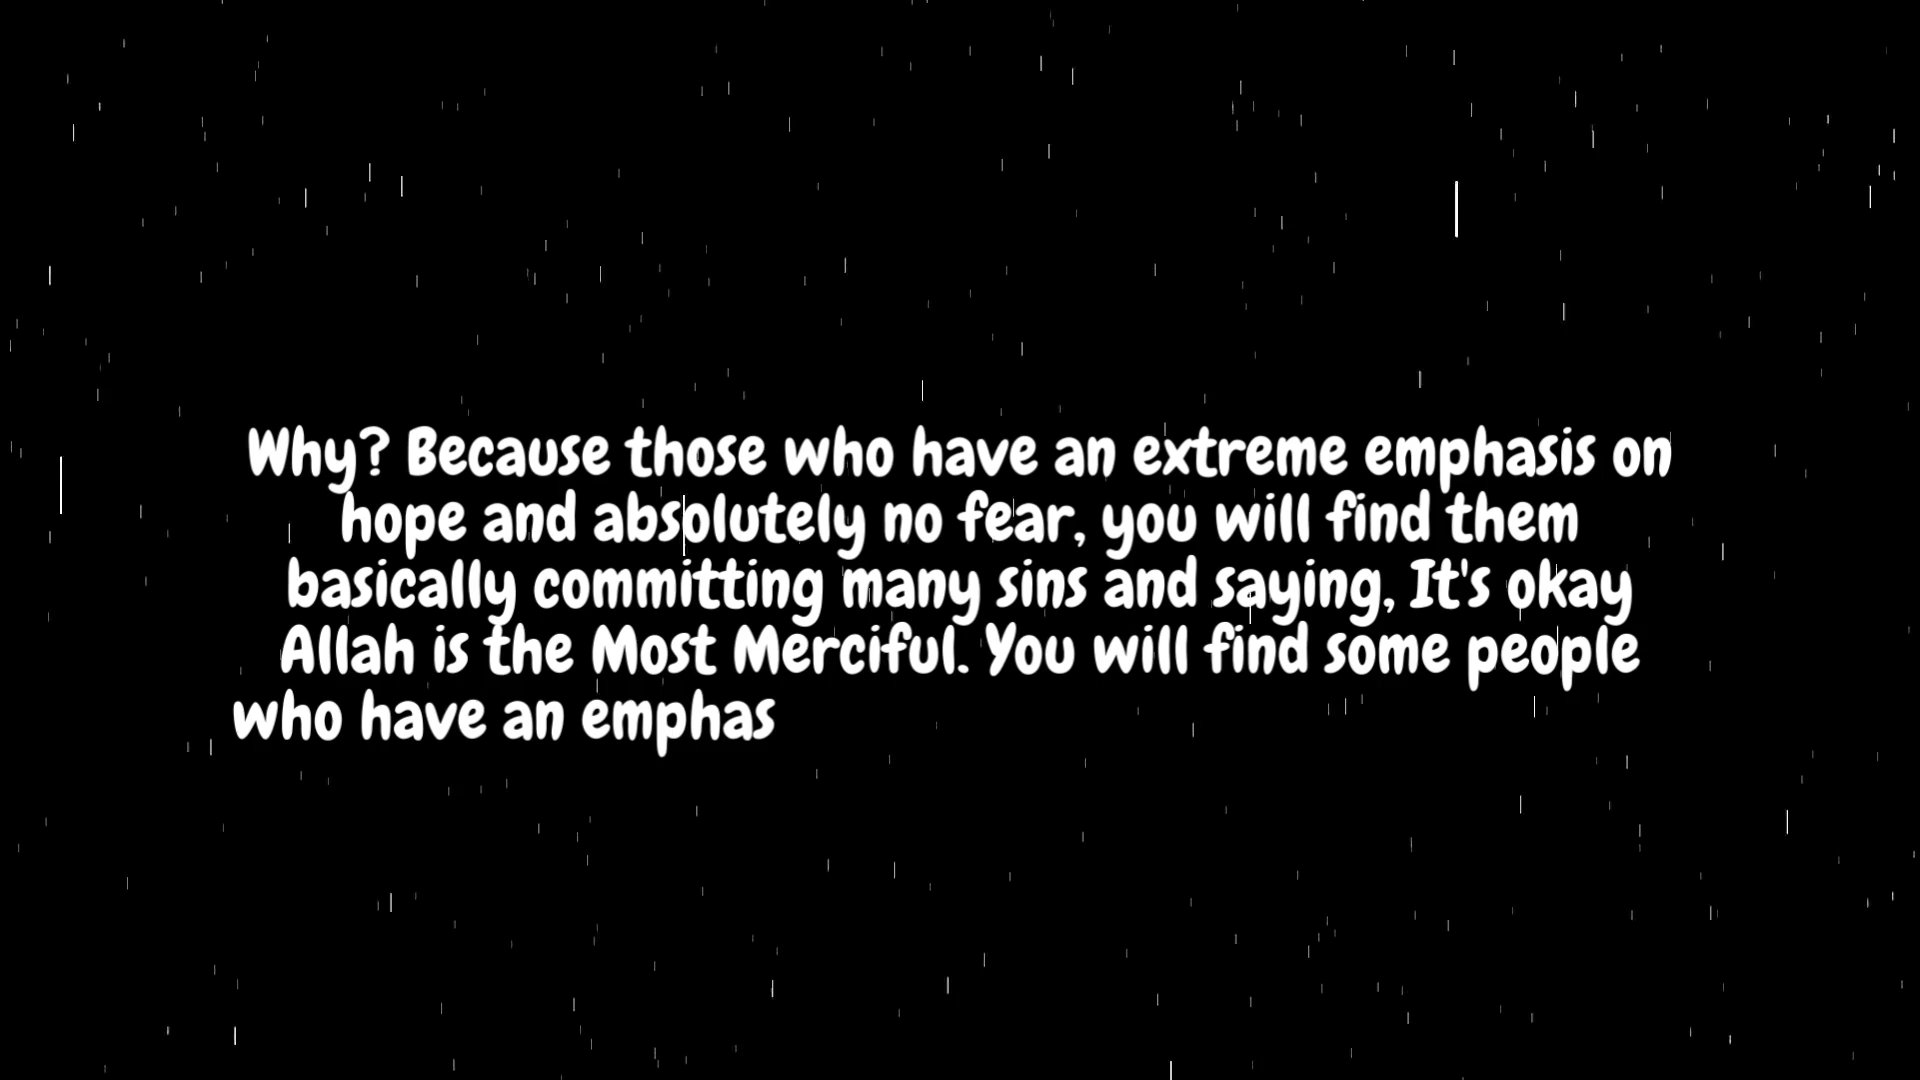 Why? Because those who have an extreme emphasis on
hope and absolutely no fear, you will find them
basically committing many sins and saying, It's okay
Allah is the Most Merciful. You will find some people
who have an emphas